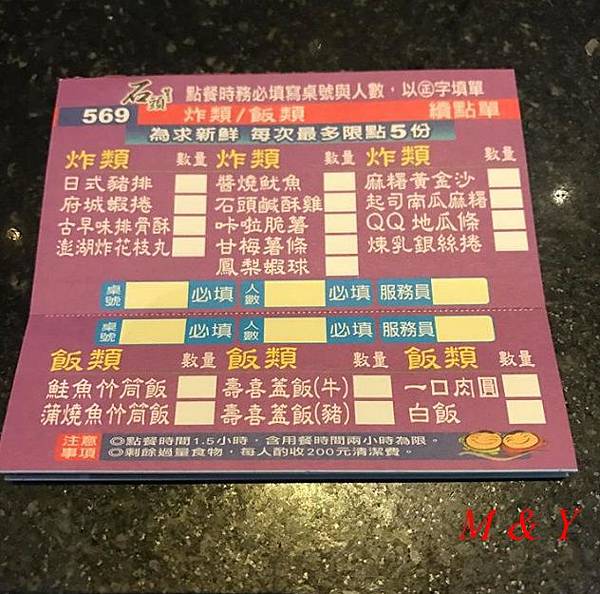 石頭 點餐時務必填寫桌號與人數，以㊣字填單
569 炸類/飯類 續點單
為求新鮮 每次最多限點5份
炸類 數量 炸類 數量 炸類 數量
日式豬排 醬燒魷魚 麻糬黃金沙
府城蝦捲 石頭鹹酥雞 起司南瓜麻糬
古早味排骨酥 咔啦脆薯 QQ地瓜條
澎湖炸花枝丸 甘梅薯條 煉乳銀絲捲
鳳梨蝦球
桌號 必填 人數 必填 服務員
桌號 必填 人數 必填 服務員
飯類 數量 飯類 數量 飯類 數量
鮭魚竹筒飯 壽喜蓋飯(牛) 一口肉圓
蒲燒魚竹筒飯 壽喜蓋飯(豬) 白飯
注意事項 ◎點餐時間1.5小時，含用餐時間兩小時為限。
◎剩餘過量食物，每人酌收200元清潔費。
M & Y